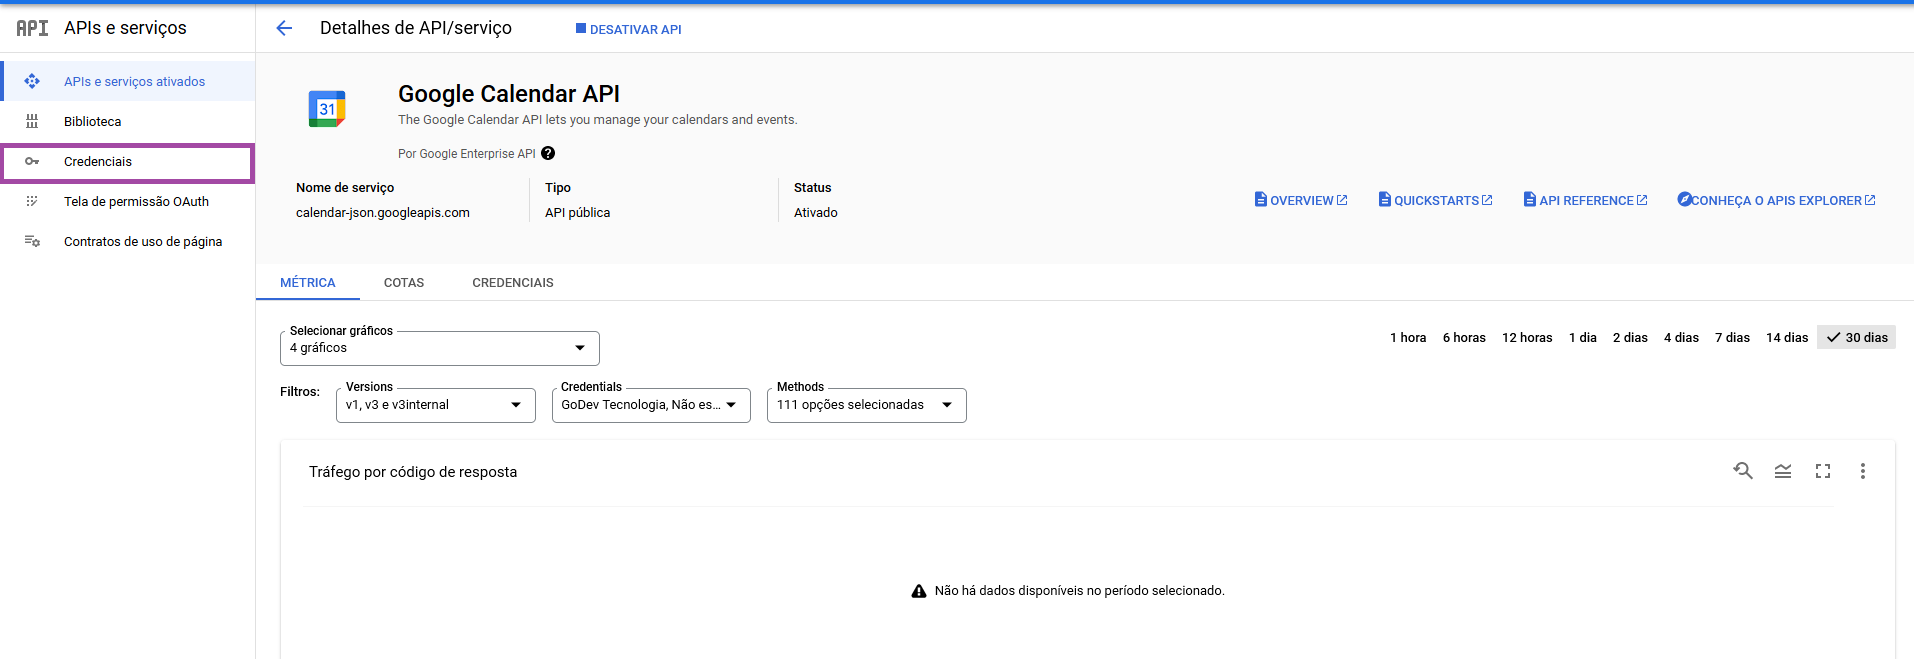 API APIs e serviços
APIs e serviços ativados
Biblioteca
Credenciais
Tela de permissão OAuth
Contratos de uso de página
Detalhes de API/serviço
DESATIVAR API
31
Google Calendar API
The Google Calendar API lets you manage your calendars and events.
Por Google Enterprise API ?
Nome de serviço
calendar-json.googleapis.com
Tipo
API pública
Status
Ativado
OVERVIEW
QUICKSTARTS
API REFERENCE
CONHEÇA O APIS EXPLORER
MÉTRICA COTAS CREDENCIAIS
Selecionar gráficos
4 gráficos
1 hora 6 horas 12 horas 1 dia 2 dias 4 dias 7 dias 14 dias 30 dias
Filtros:
Versions
v1, v3 e v3internal
Credentials
GoDev Tecnologia, Não es...
Methods
111 opções selecionadas
Tráfego por código de resposta
Não há dados disponíveis no período selecionado.